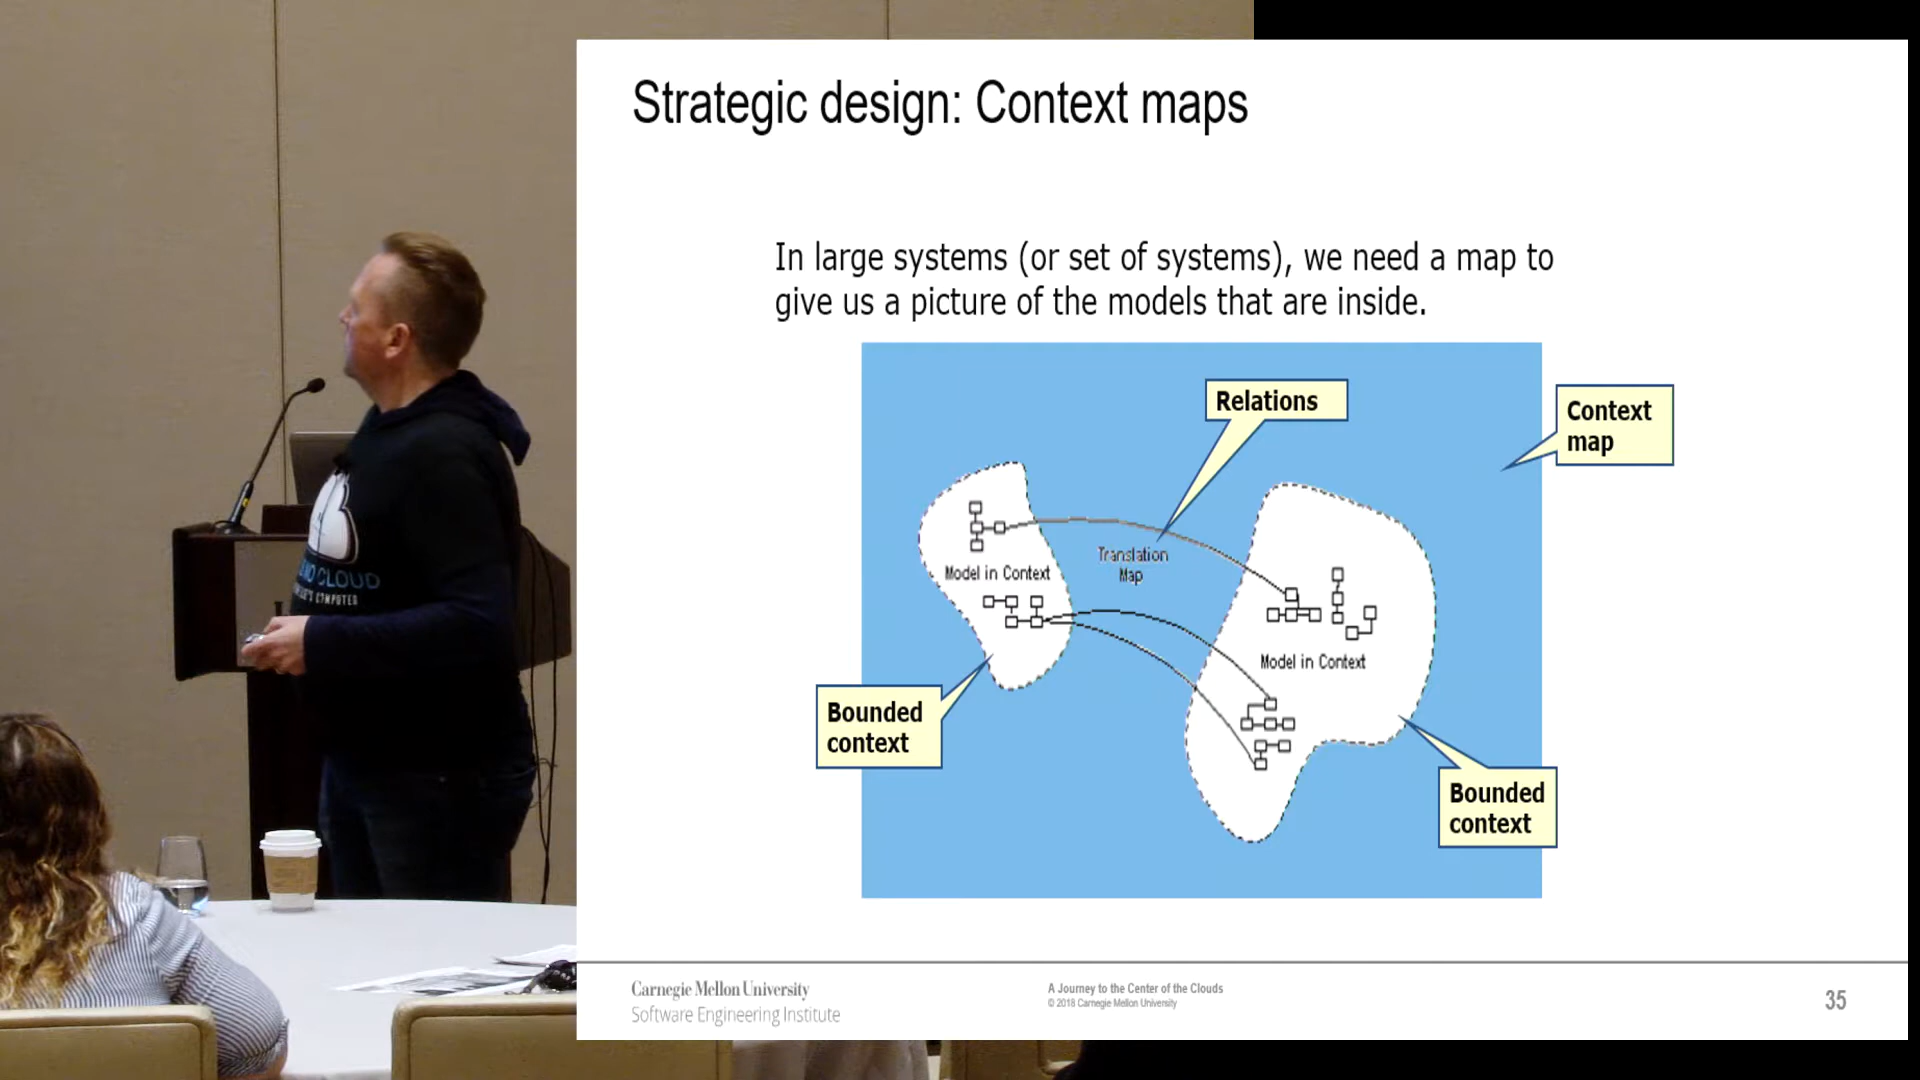 Strategic design: Context maps
In large systems (or set of systems), we need a map to
give us a picture of the models that are inside.
Relations
Context
map
Translation
Map
Model in Context
Model in Context
Bounded
context
Bounded
context
CLOUD
COMPUTER
Carnegie Mellon University
Software Engineering Institute
A Journey to the Center of the Clouds
© 2018 Carnegie Mellon University
35